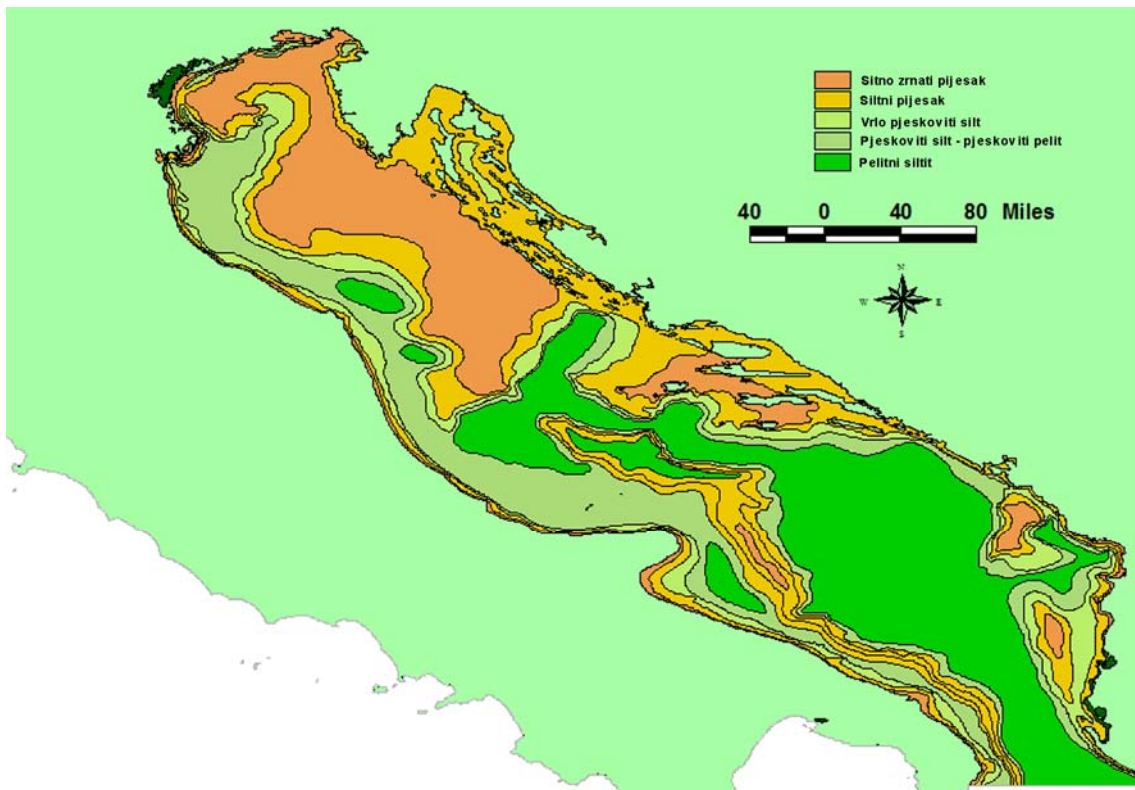 Sitno zrnati pijesak
Siltni pijesak
Vrlo pjeskoviti silt
Pjeskoviti silt - pjeskoviti pelit
Pelitni siltit
40 0 40 80 Miles
N
W E
S